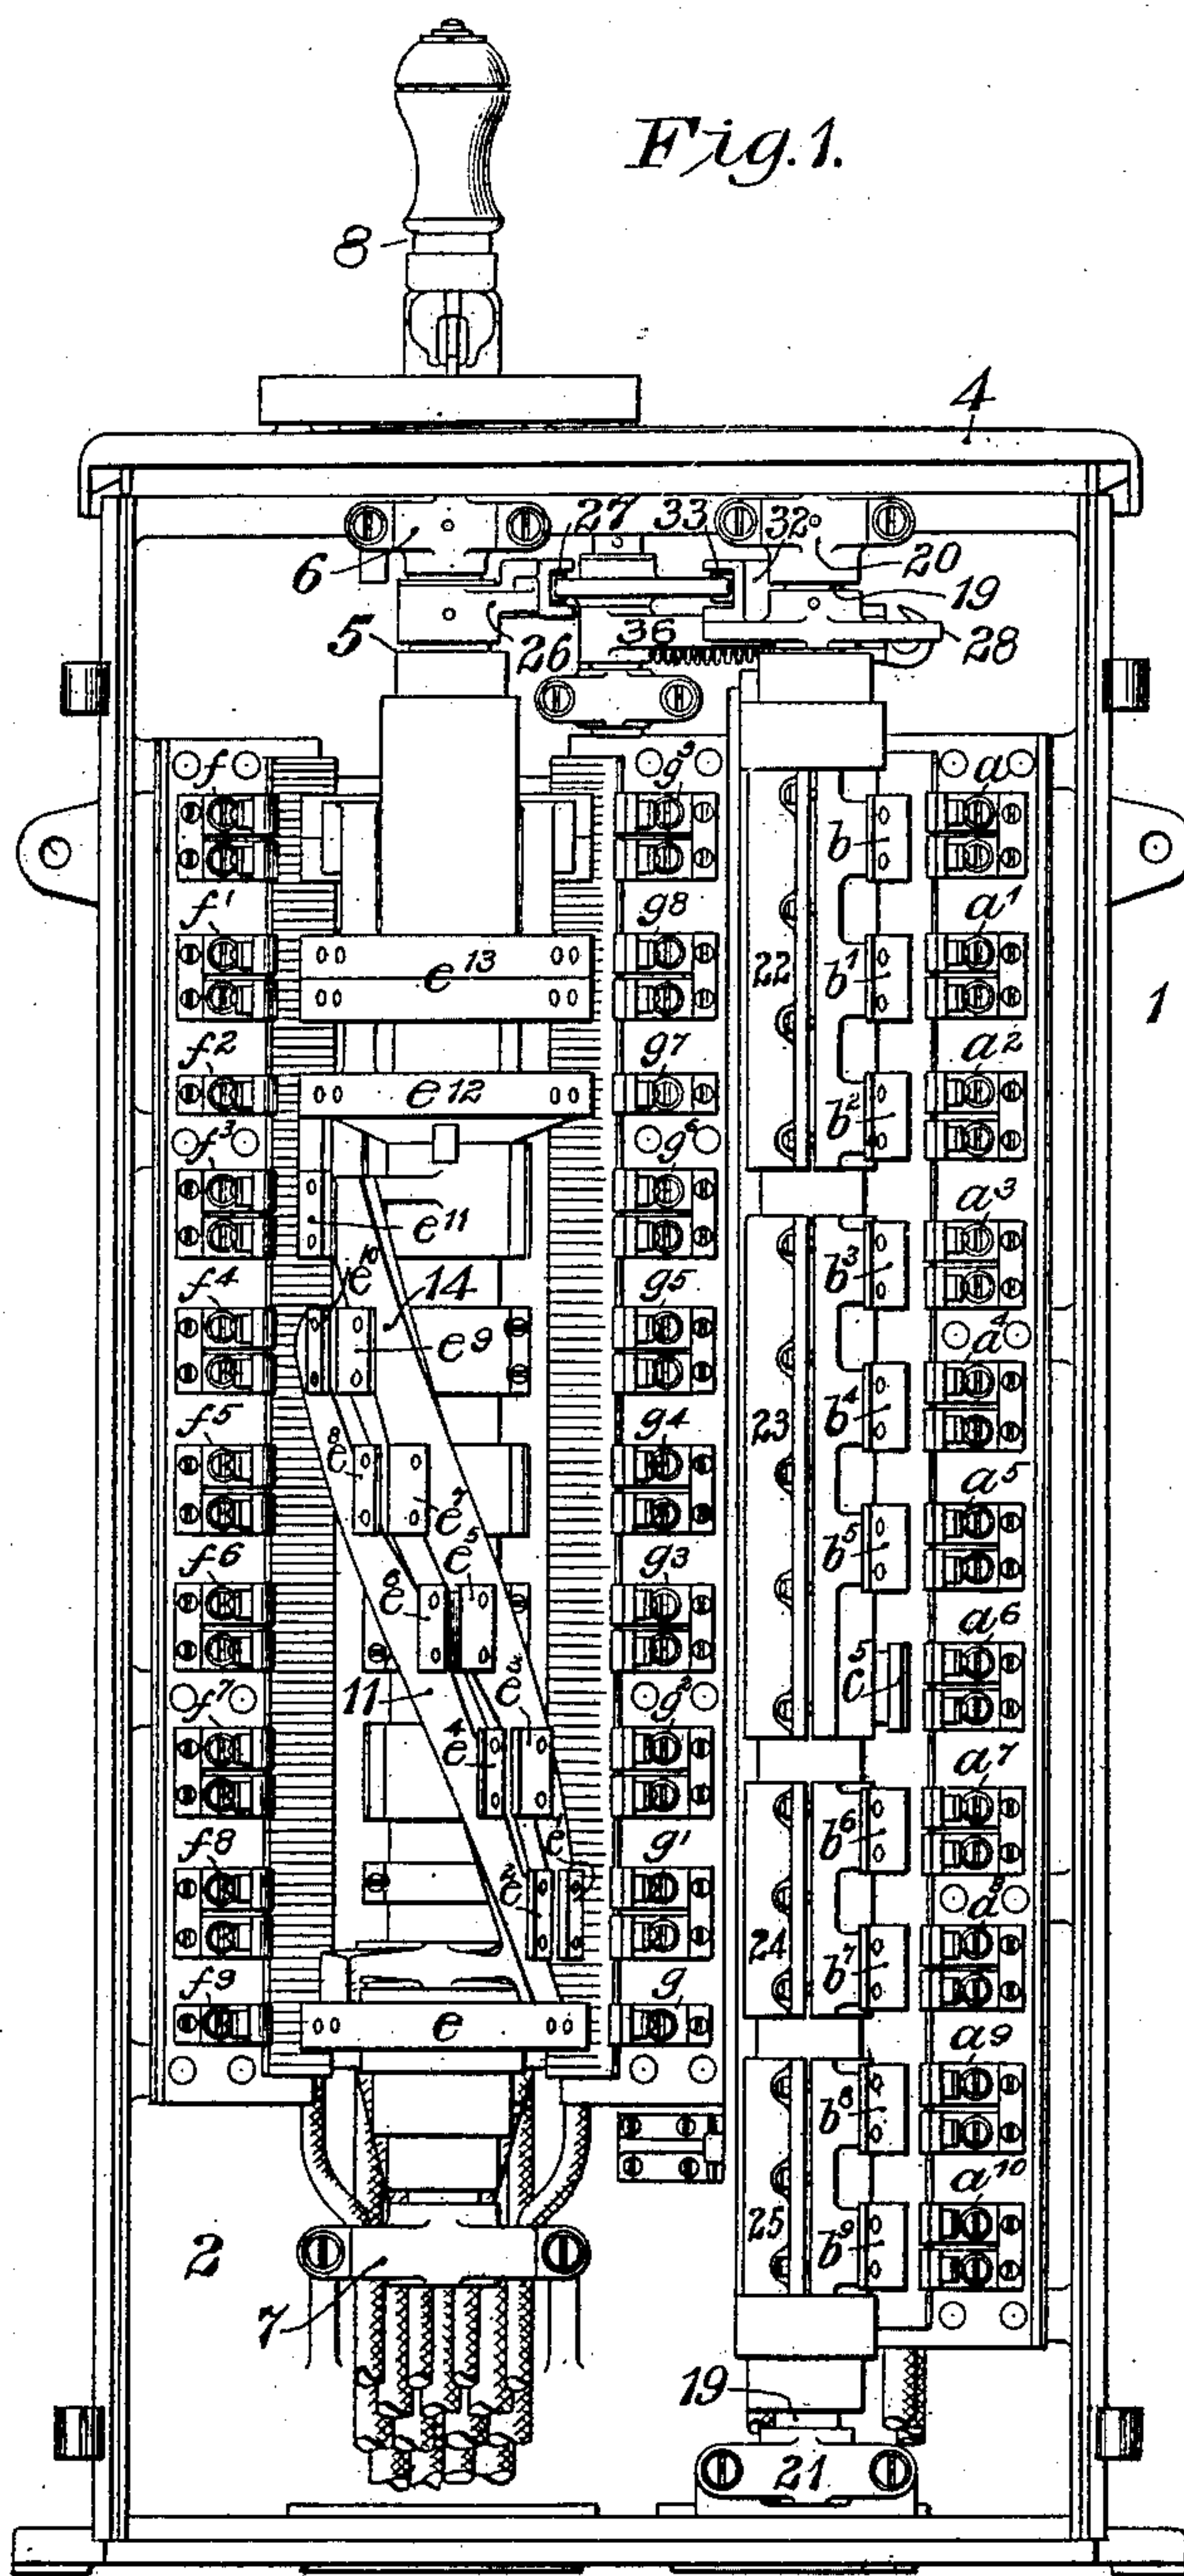 Fig. 1.
8
4
27 33 32
6 20
19
5 26 36 28
f g⁹ a
b
f¹ g⁸ a¹
e¹³ 22 b¹ 1
f² g⁷ a²
e¹² b²
f³ g⁶
e¹¹ a³
e¹⁰ b³
f⁴ 14 g⁵
e⁹ a⁴
23 b⁴
f⁵ g⁴
e⁸
e⁷ a⁵
e⁵ b⁵
f⁶ g³
e⁶ a⁶
c⁵
11 e³
f⁷ g²
e⁴ a⁷
b⁶
f⁸ e¹ g¹
e² a⁸
24 b⁷
f⁹ g
e a⁹
b⁸
a¹⁰
2 25 b⁹
7
19
21